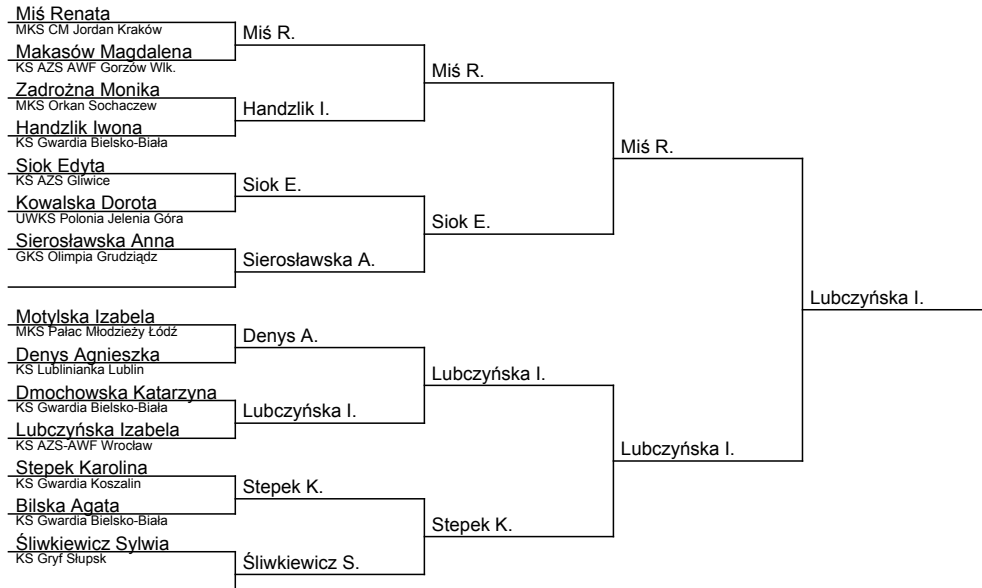 Miś Renata
MKS CM Jordan Kraków
Miś R.
Makasów Magdalena
KS AZS AWF Gorzów Wlk.
Miś R.
Zadrożna Monika
MKS Orkan Sochaczew
Handzlik I.
Handzlik Iwona
KS Gwardia Bielsko-Biała
Miś R.
Siok Edyta
KS AZS Gliwice
Siok E.
Kowalska Dorota
UWKS Polonia Jelenia Góra
Siok E.
Sierosławska Anna
GKS Olimpia Grudziądz
Sierosławska A.
Lubczyńska I.
Motylska Izabela
MKS Pałac Młodzieży Łódź
Denys A.
Denys Agnieszka
KS Lublinianka Lublin
Lubczyńska I.
Dmochowska Katarzyna
KS Gwardia Bielsko-Biała
Lubczyńska I.
Lubczyńska Izabela
KS AZS-AWF Wrocław
Lubczyńska I.
Stepek Karolina
KS Gwardia Koszalin
Stepek K.
Bilska Agata
KS Gwardia Bielsko-Biała
Stepek K.
Śliwkiewicz Sylwia
KS Gryf Słupsk
Śliwkiewicz S.